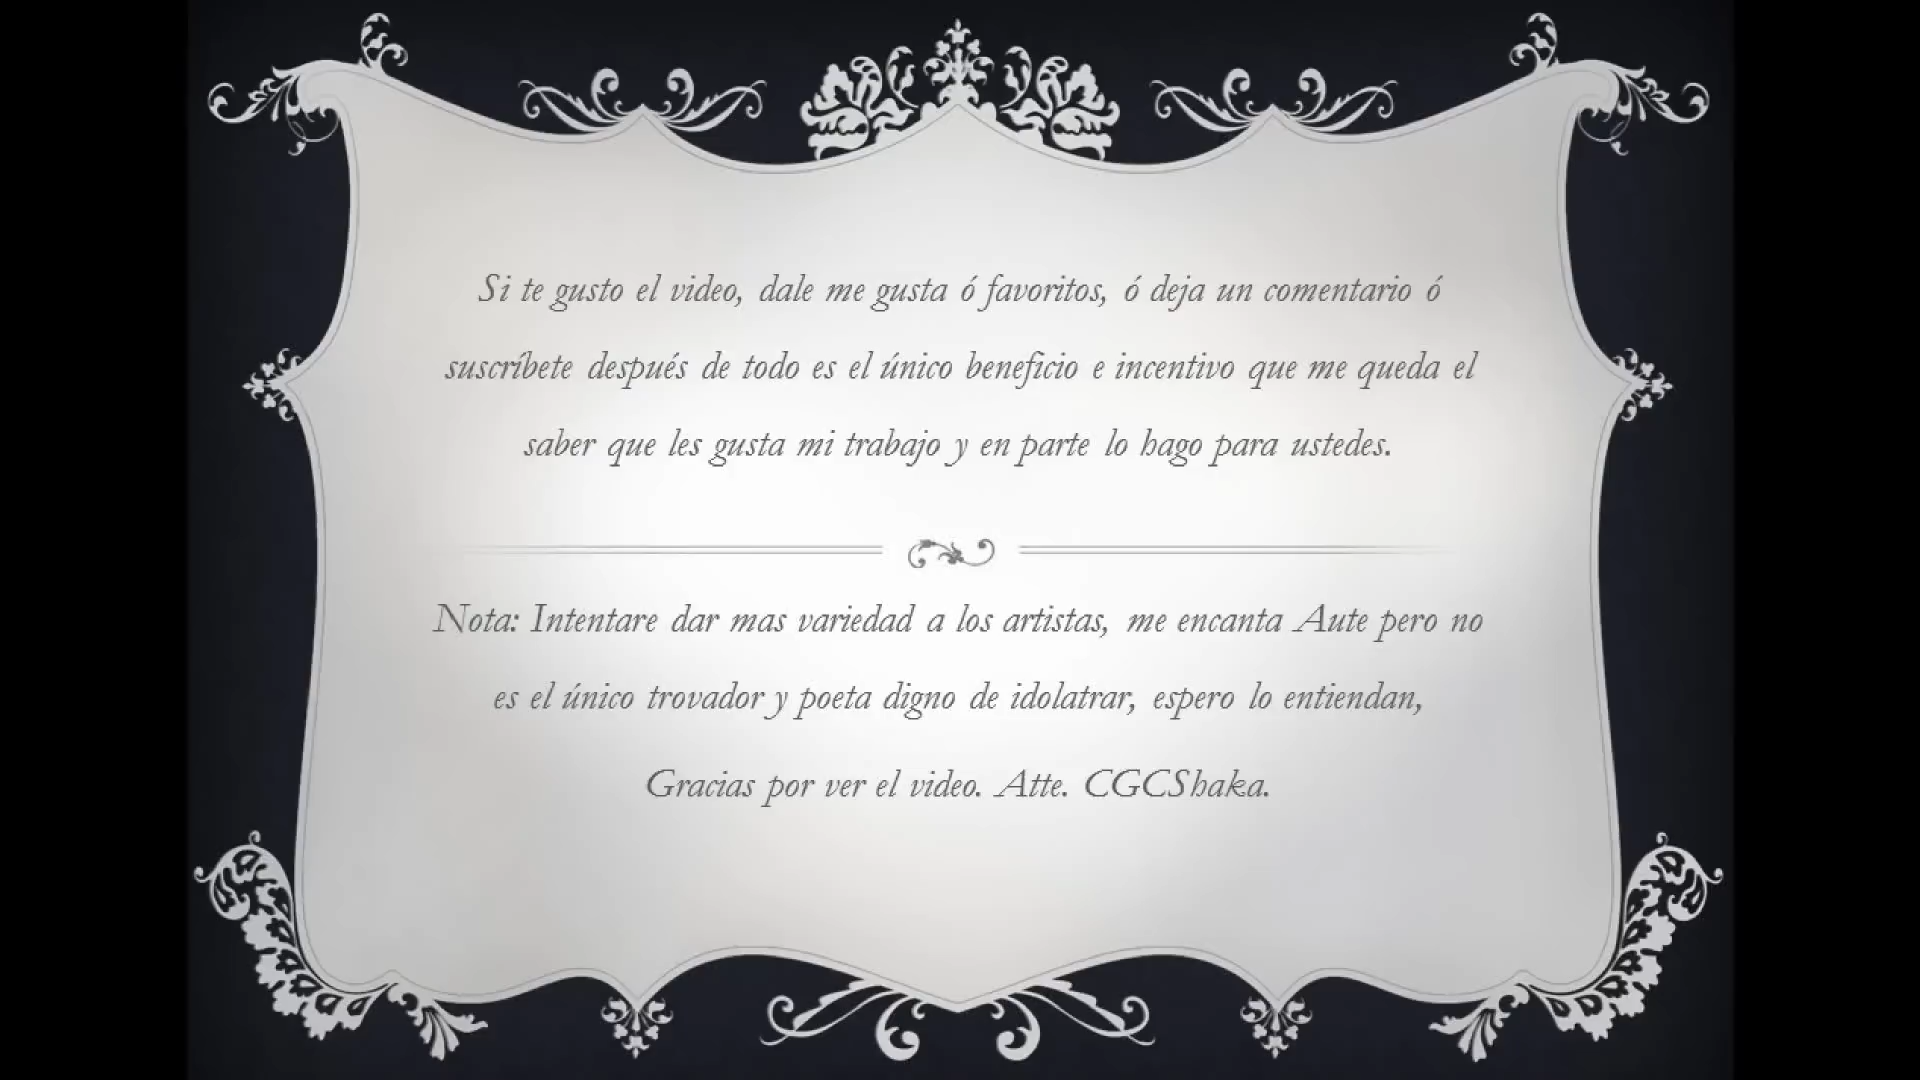 Si te gusto el video, dale me gusta ó favoritos, ó deja un comentario ó
suscríbete después de todo es el único beneficio e incentivo que me queda el
saber que les gusta mi trabajo y en parte lo hago para ustedes.
Nota: Intentare dar mas variedad a los artistas, me encanta Aute pero no
es el único trovador y poeta digno de idolatrar, espero lo entiendan,
Gracias por ver el video. Atte. CGCShaka.